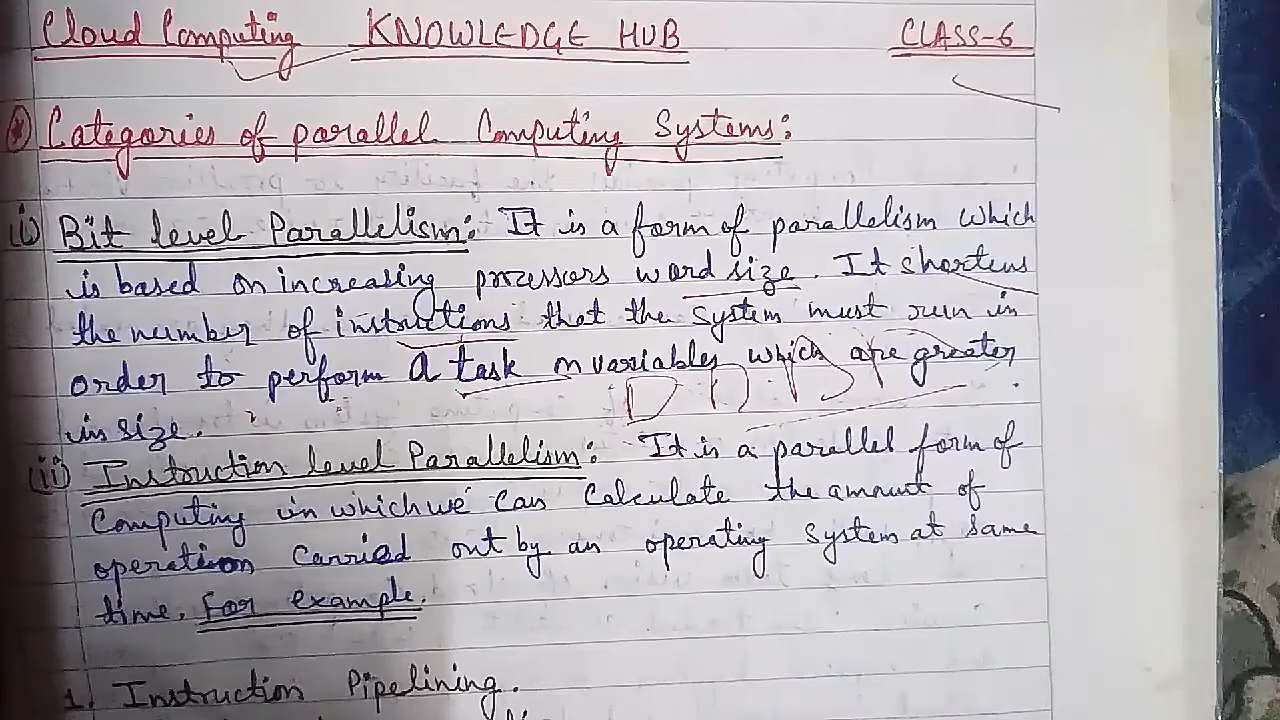 Cloud Computing KNOWLEDGE HUB CLASS-6
Categories of parallel Computing Systems:
(i) Bit level Parallelism: It is a form of parallelism which
is based on increasing processors word size. It shortens
the number of instructions that the system must run in
order to perform a task on variables which are greater
in size.
(ii) Instruction level Parallelism: It is a parallel form of
Computing in which we can Calculate the amount of
operation Carried out by an operating System at same
time. For example.
1. Instruction Pipelining.